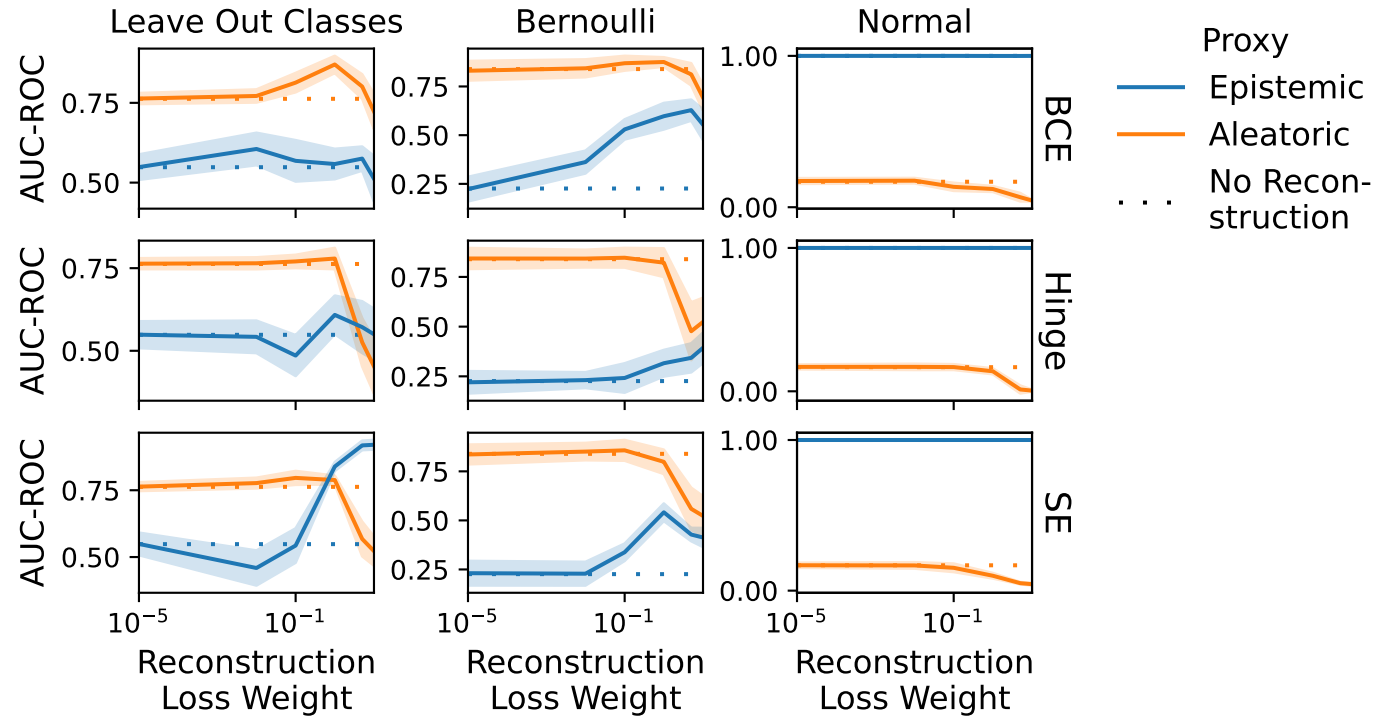 Leave Out Classes Bernoulli Normal
Proxy
Epistemic
Aleatoric
No Recon-
struction
AUC-ROC 0.75 0.50 0.75 0.50 0.25 1.00 0.00 BCE
AUC-ROC 0.75 0.50 0.75 0.50 0.25 1.00 0.00 Hinge
AUC-ROC 0.75 0.50 0.75 0.50 0.25 1.00 0.00 SE
10⁻⁵ 10⁻¹ 10⁻⁵ 10⁻¹ 10⁻⁵ 10⁻¹
Reconstruction Reconstruction Reconstruction
Loss Weight Loss Weight Loss Weight